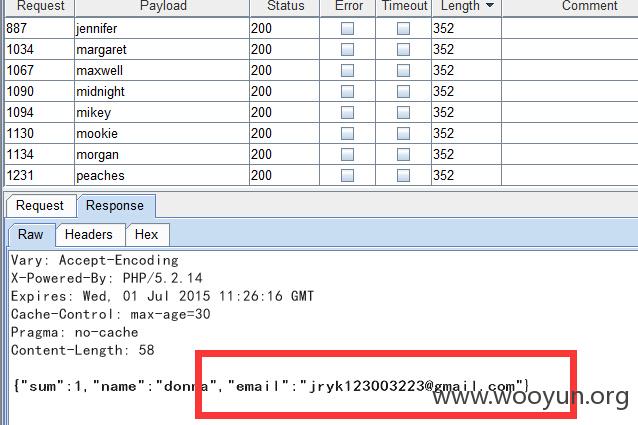 Request Payload Status Error Timeout Length Comment
887 jennifer 200 352
1034 margaret 200 352
1067 maxwell 200 352
1090 midnight 200 352
1094 mikey 200 352
1130 mookie 200 352
1134 morgan 200 352
1231 peaches 200 352
Request Response
Raw Headers Hex
Vary: Accept-Encoding
X-Powered-By: PHP/5.2.14
Expires: Wed, 01 Jul 2015 11:26:16 GMT
Cache-Control: max-age=30
Pragma: no-cache
Content-Length: 58
{"sum":1,"name":"donna","email":"jryk123003223@gmail.com"}
www.wooyun.org